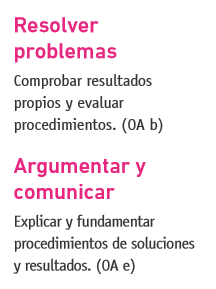 Resolver
problemas
Comprobar resultados
propios y evaluar
procedimientos. (OA b)
Argumentar y
comunicar
Explicar y fundamentar
procedimientos de soluciones
y resultados. (OA e)